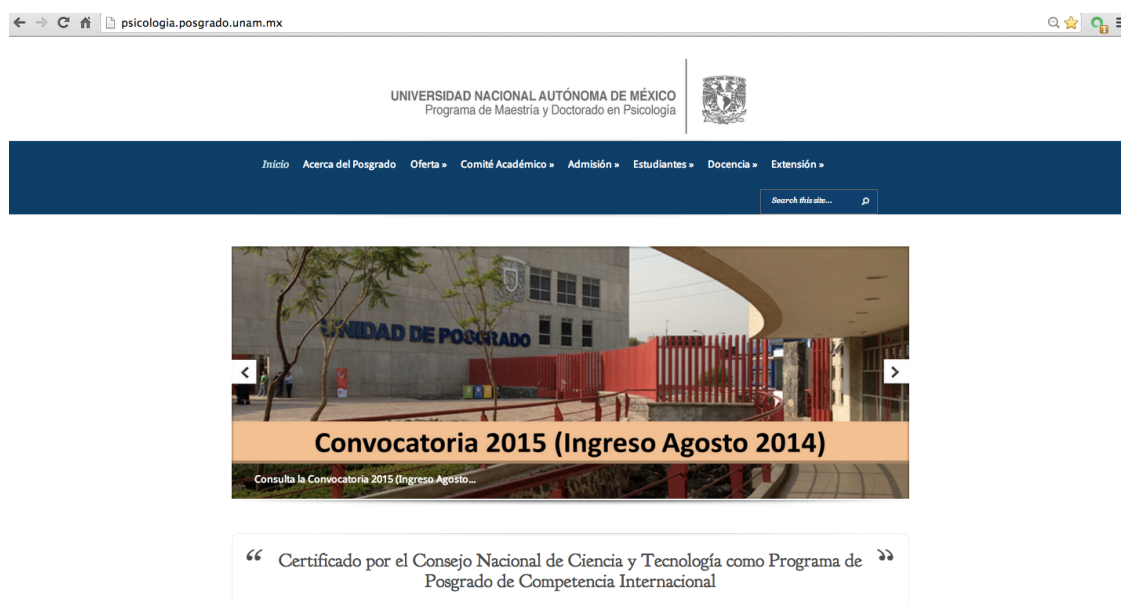 psicologia.posgrado.unam.mx
UNIVERSIDAD NACIONAL AUTÓNOMA DE MÉXICO
Programa de Maestría y Doctorado en Psicología
Inicio Acerca del Posgrado Oferta » Comité Académico » Admisión » Estudiantes » Docencia » Extensión »
Search this site...
UNIDAD DE POSGRADO
Convocatoria 2015 (Ingreso Agosto 2014)
Consulta la Convocatoria 2015 (Ingreso Agosto...
“ Certificado por el Consejo Nacional de Ciencia y Tecnología como Programa de ”
Posgrado de Competencia Internacional